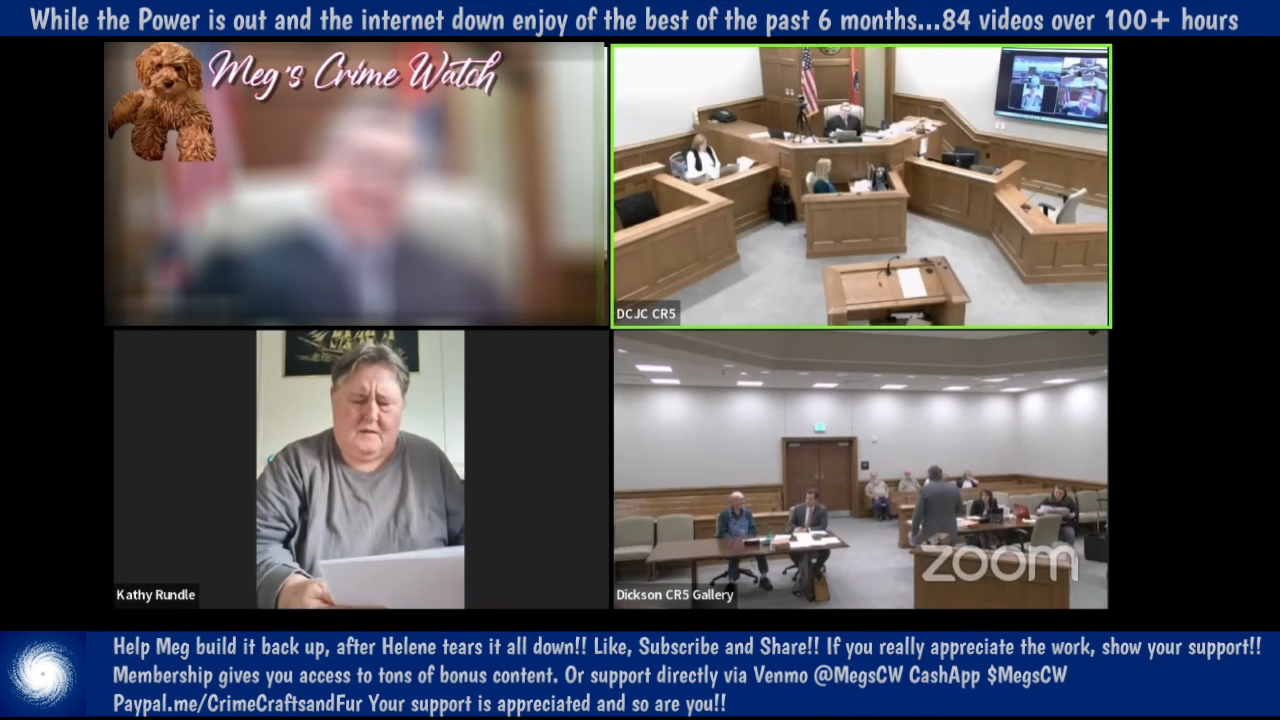 While the Power is out and the internet down enjoy of the best of the past 6 months...84 videos over 100+ hours
Meg's Crime Watch
DCJC CR5
Kathy Rundle
Dickson CR5 Gallery
zoom
Help Meg build it back up, after Helene tears it all down!! Like, Subscribe and Share!! If you really appreciate the work, show your support!!
Membership gives you access to tons of bonus content. Or support directly via Venmo @MegsCW CashApp $MegsCW
Paypal.me/CrimeCraftsandFur Your support is appreciated and so are you!!